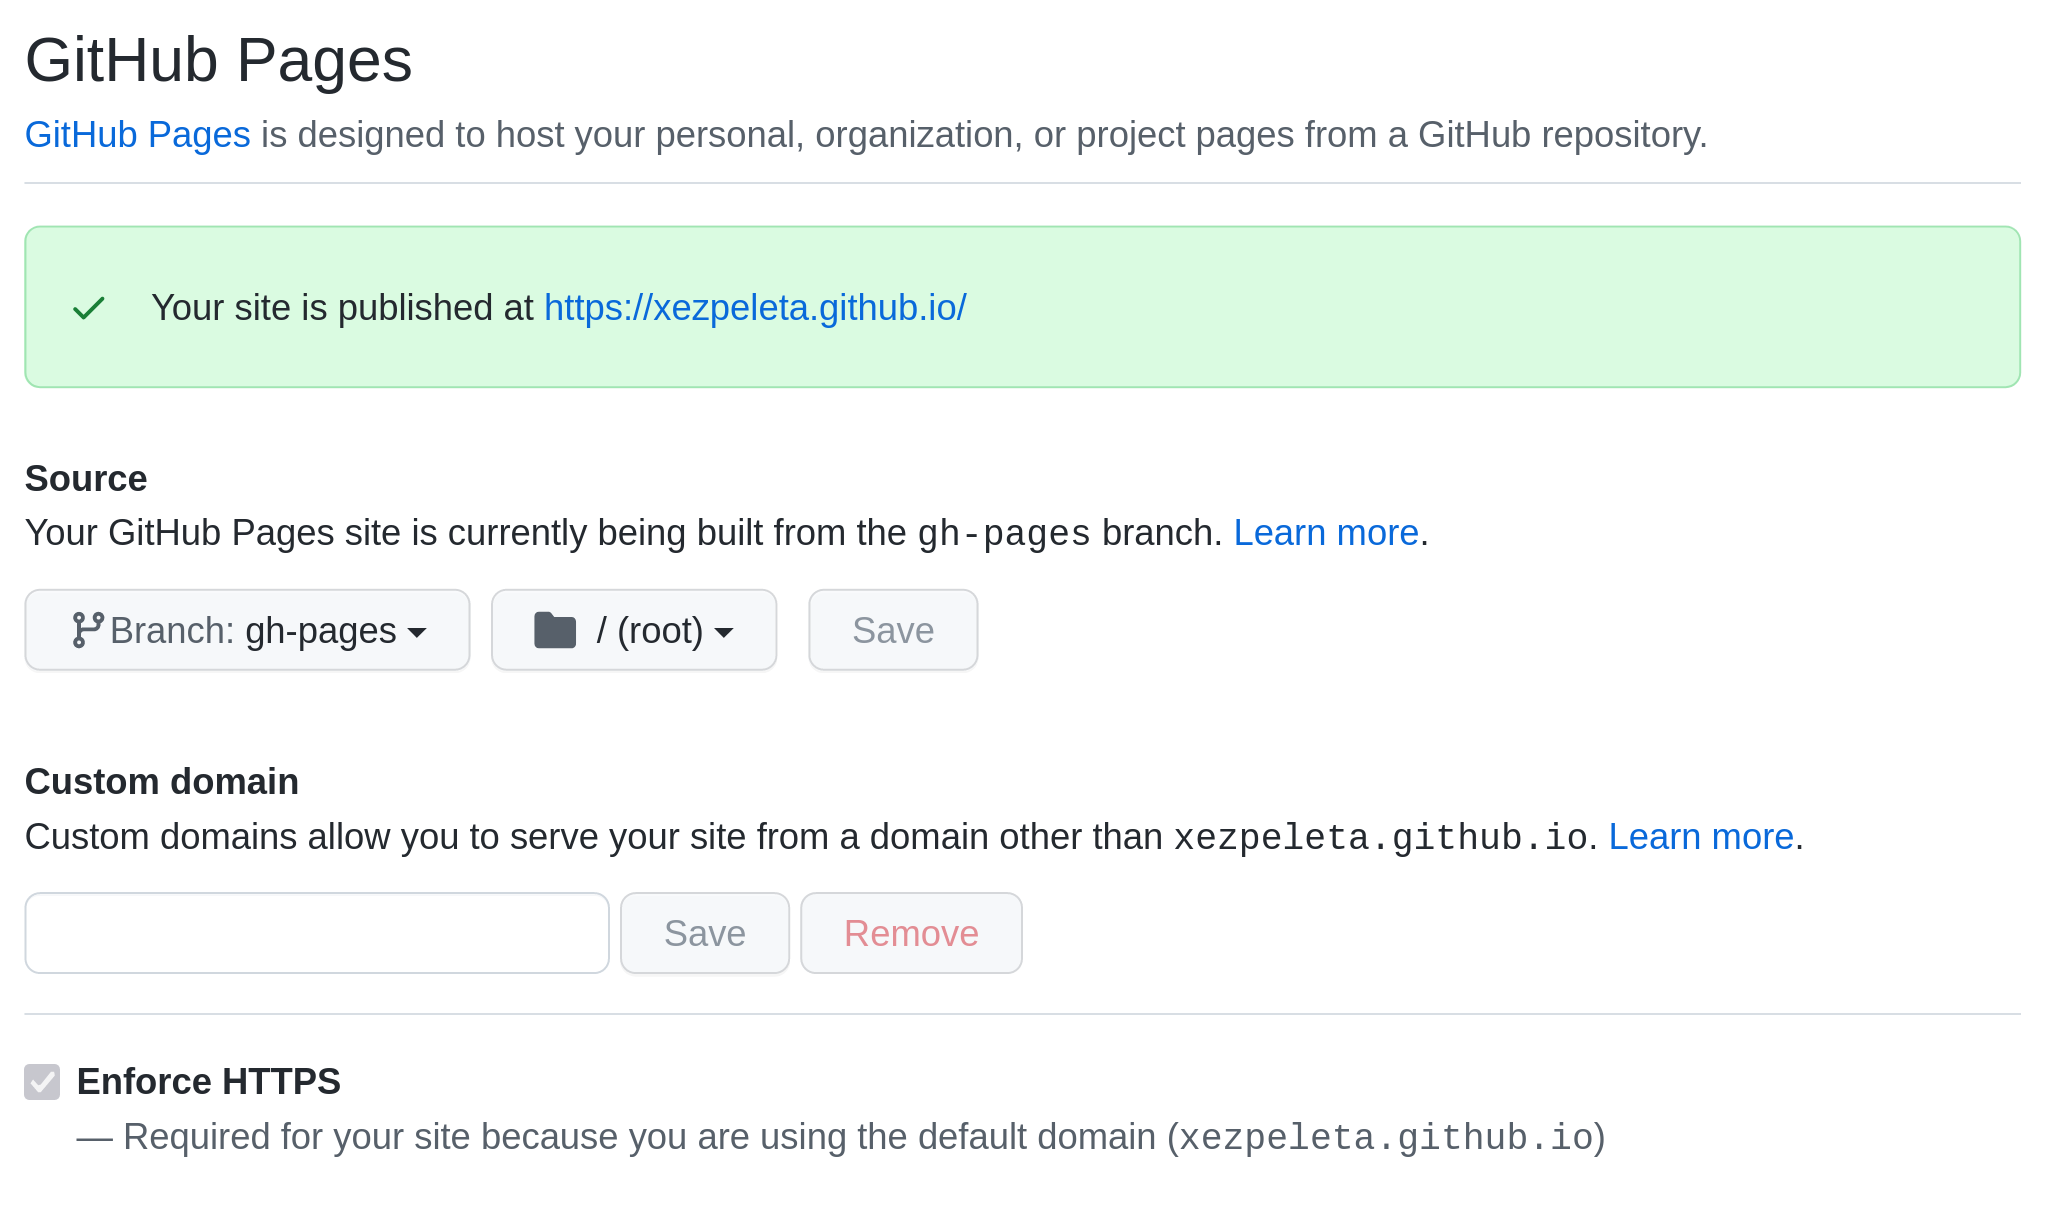 GitHub Pages
GitHub Pages is designed to host your personal, organization, or project pages from a GitHub repository.
Your site is published at https://xezpeleta.github.io/
Source
Your GitHub Pages site is currently being built from the gh-pages branch. Learn more.
Branch: gh-pages / (root) Save
Custom domain
Custom domains allow you to serve your site from a domain other than xezpeleta.github.io. Learn more.
Save Remove
Enforce HTTPS
— Required for your site because you are using the default domain (xezpeleta.github.io)